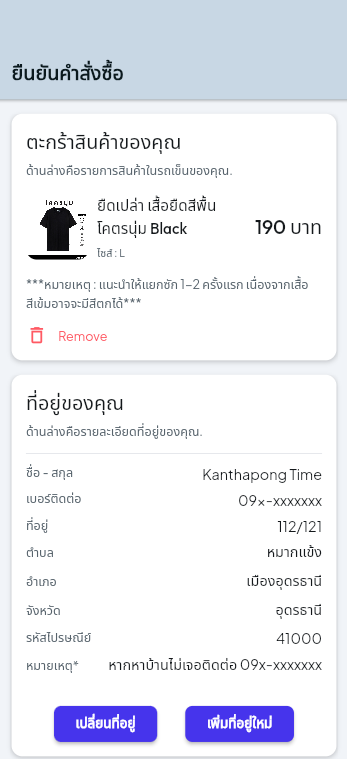 ยืนยันคำสั่งซื้อ
ตะกร้าสินค้าของคุณ
ด้านล่างคือรายการสินค้าในรถเข็นของคุณ.
โคตรนุ่ม
ยืดเปล่า เสื้อยืดสีพื้น
โคตรนุ่ม Black
190 บาท
ไซส์ : L
***หมายเหตุ : แนะนำให้แยกซัก 1-2 ครั้งแรก เนื่องจากเสื้อ
สีเข้มอาจจะมีสีตกได้***
Remove
ที่อยู่ของคุณ
ด้านล่างคือรายละเอียดที่อยู่ของคุณ.
ชื่อ - สกุล Kanthapong Time
เบอร์ติดต่อ 09x-xxxxxxx
ที่อยู่ 112/121
ตำบล หมากแข้ง
อำเภอ เมืองอุดรธานี
จังหวัด อุดรธานี
รหัสไปรษณีย์ 41000
หมายเหตุ* หากหาบ้านไม่เจอติดต่อ 09x-xxxxxxx
เปลี่ยนที่อยู่ เพิ่มที่อยู่ใหม่